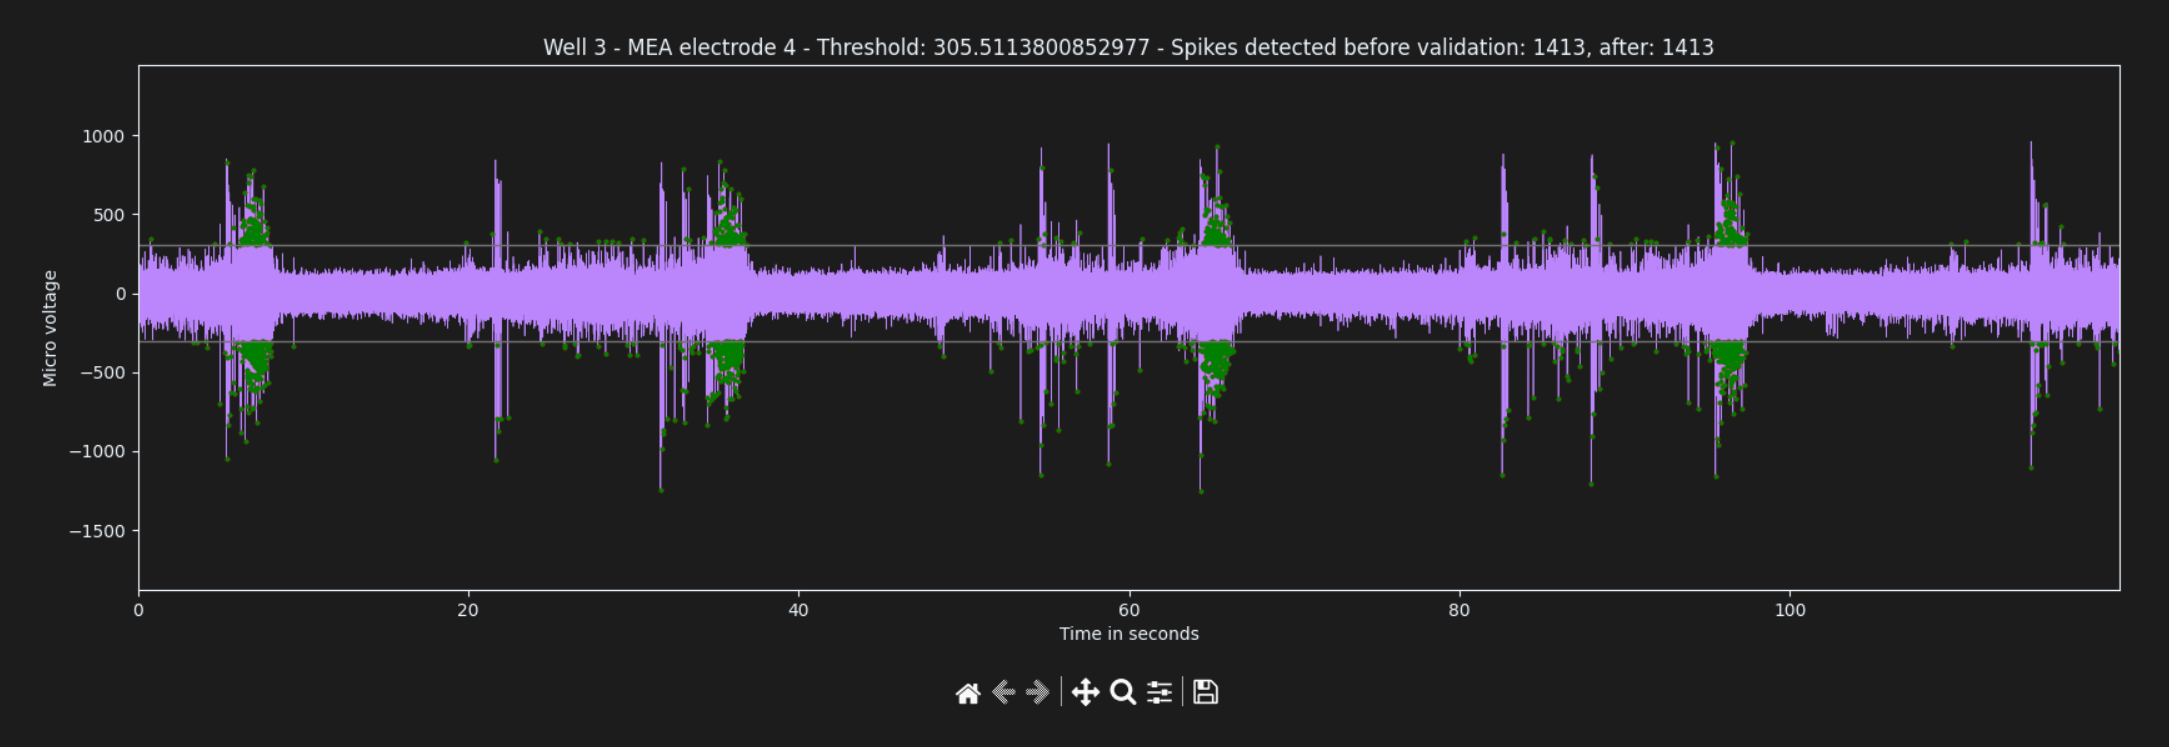 Well 3 - MEA electrode 4 - Threshold: 305.5113800852977 - Spikes detected before validation: 1413, after: 1413
1000
500
0
−500
−1000
−1500
Micro voltage
0 20 40 60 80 100
Time in seconds